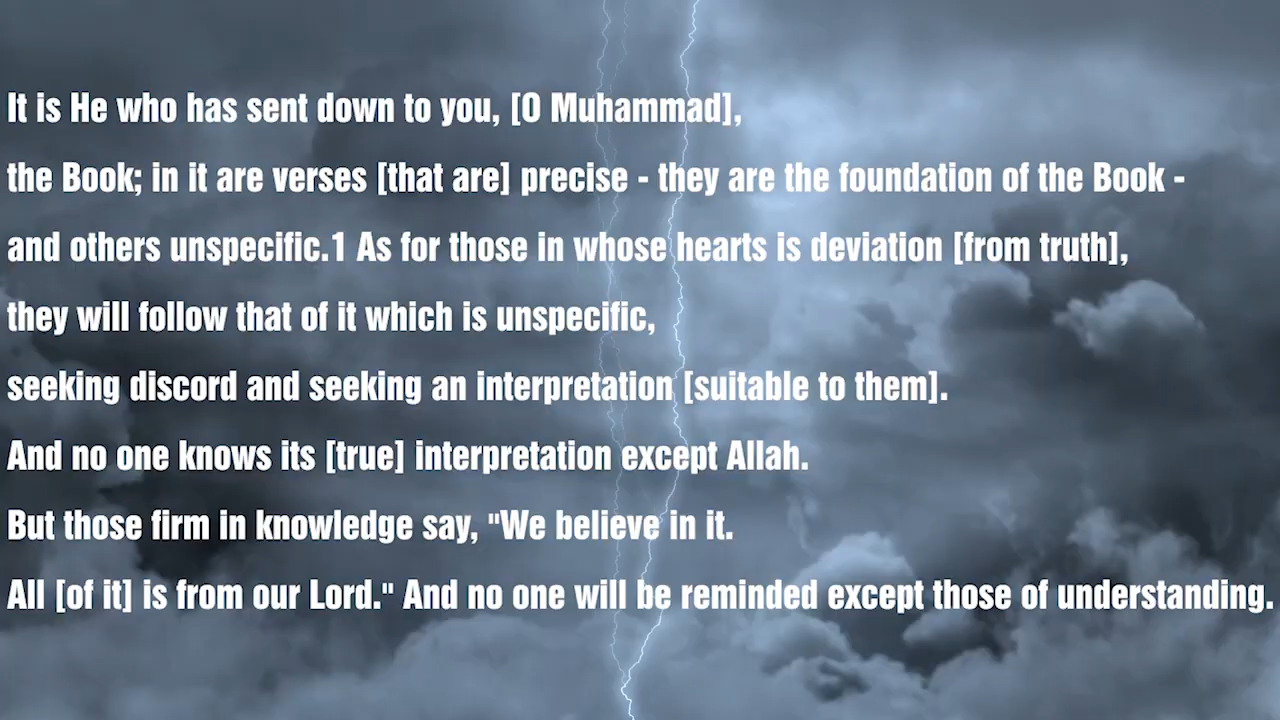 It is He who has sent down to you, [O Muhammad],
the Book; in it are verses [that are] precise - they are the foundation of the Book -
and others unspecific.1 As for those in whose hearts is deviation [from truth],
they will follow that of it which is unspecific,
seeking discord and seeking an interpretation [suitable to them].
And no one knows its [true] interpretation except Allah.
But those firm in knowledge say, "We believe in it.
All [of it] is from our Lord." And no one will be reminded except those of understanding.